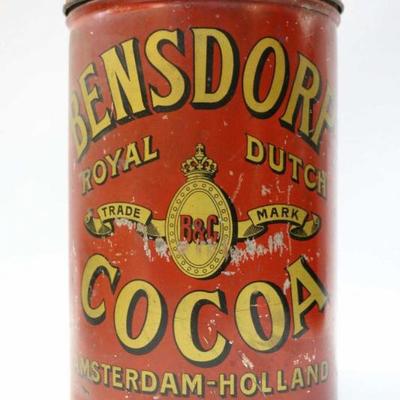 BENSDORP
ROYAL DUTCH
TRADE B&C MARK
COCOA
AMSTERDAM-HOLLAND